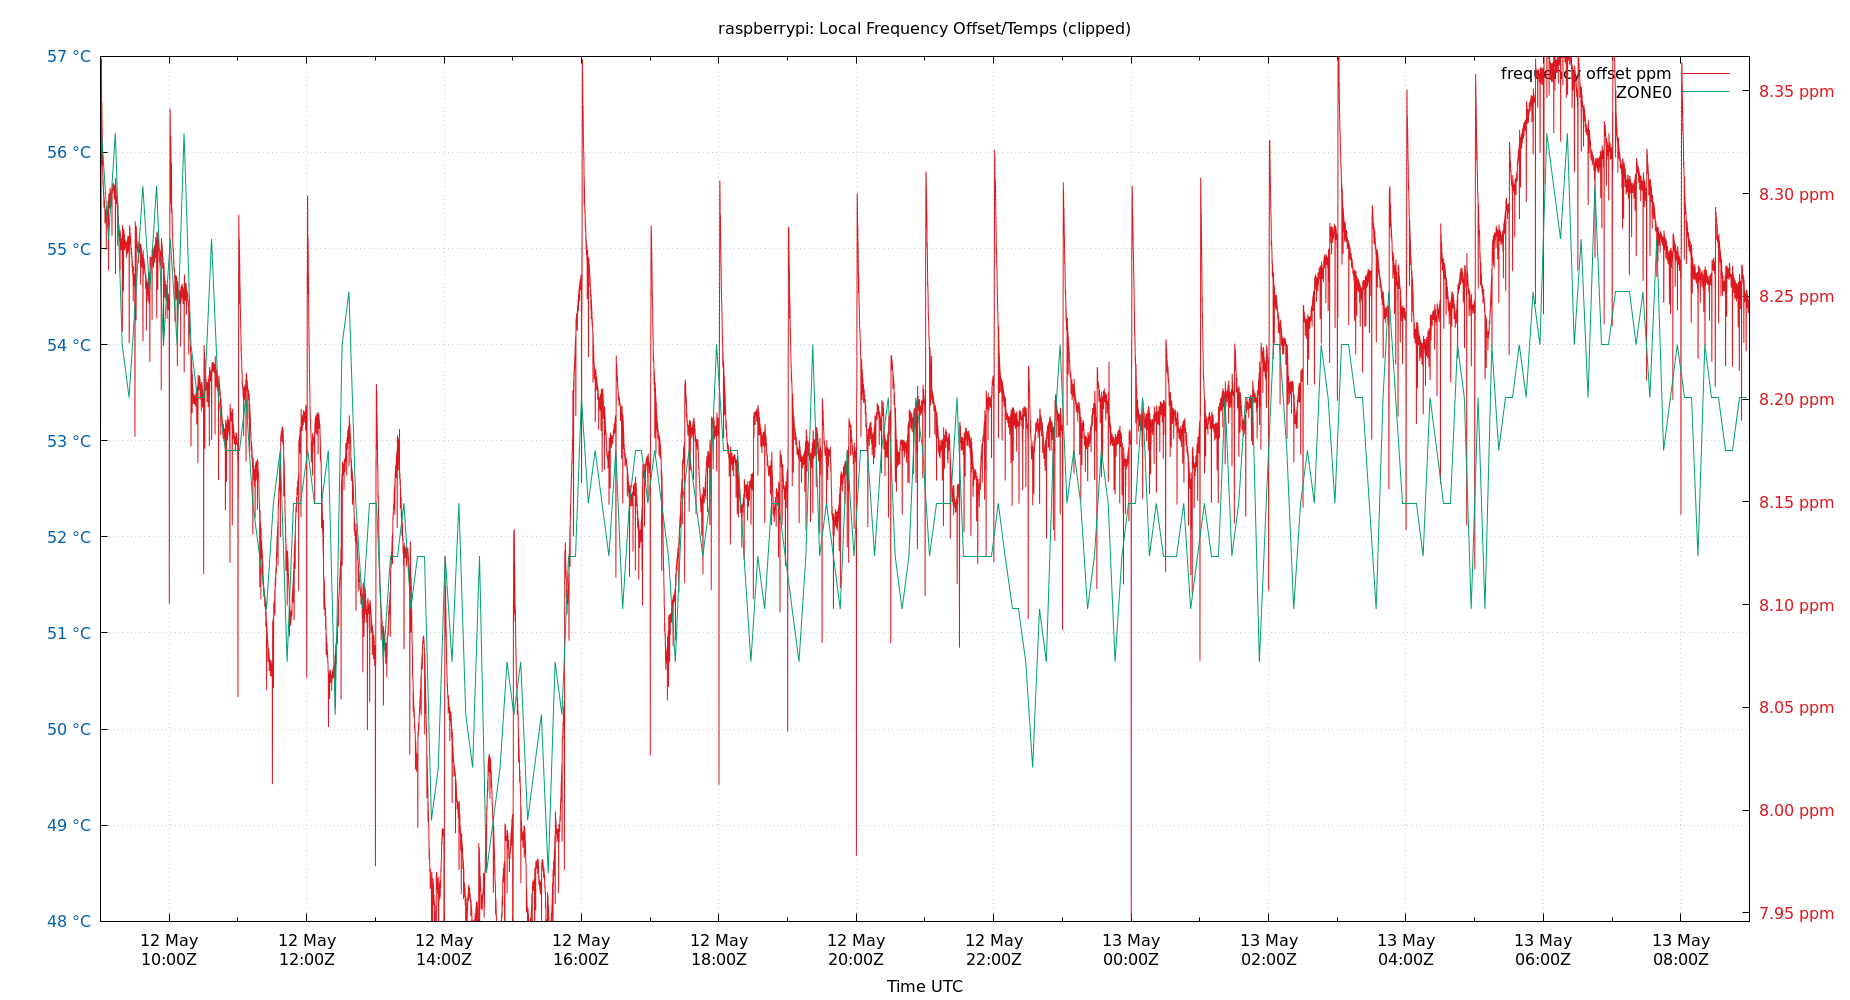 raspberrypi: Local Frequency Offset/Temps (clipped)
57 °C
56 °C
55 °C
54 °C
53 °C
52 °C
51 °C
50 °C
49 °C
48 °C
frequency offset ppm
ZONE0
8.35 ppm
8.30 ppm
8.25 ppm
8.20 ppm
8.15 ppm
8.10 ppm
8.05 ppm
8.00 ppm
7.95 ppm
12 May
10:00Z
12 May
12:00Z
12 May
14:00Z
12 May
16:00Z
12 May
18:00Z
12 May
20:00Z
12 May
22:00Z
13 May
00:00Z
13 May
02:00Z
13 May
04:00Z
13 May
06:00Z
13 May
08:00Z
Time UTC